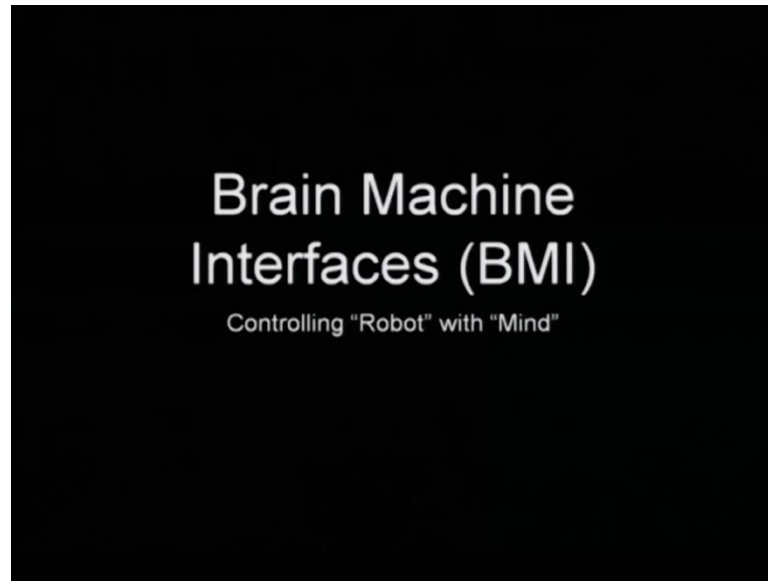 Brain Machine
Interfaces (BMI)
Controlling “Robot” with “Mind”